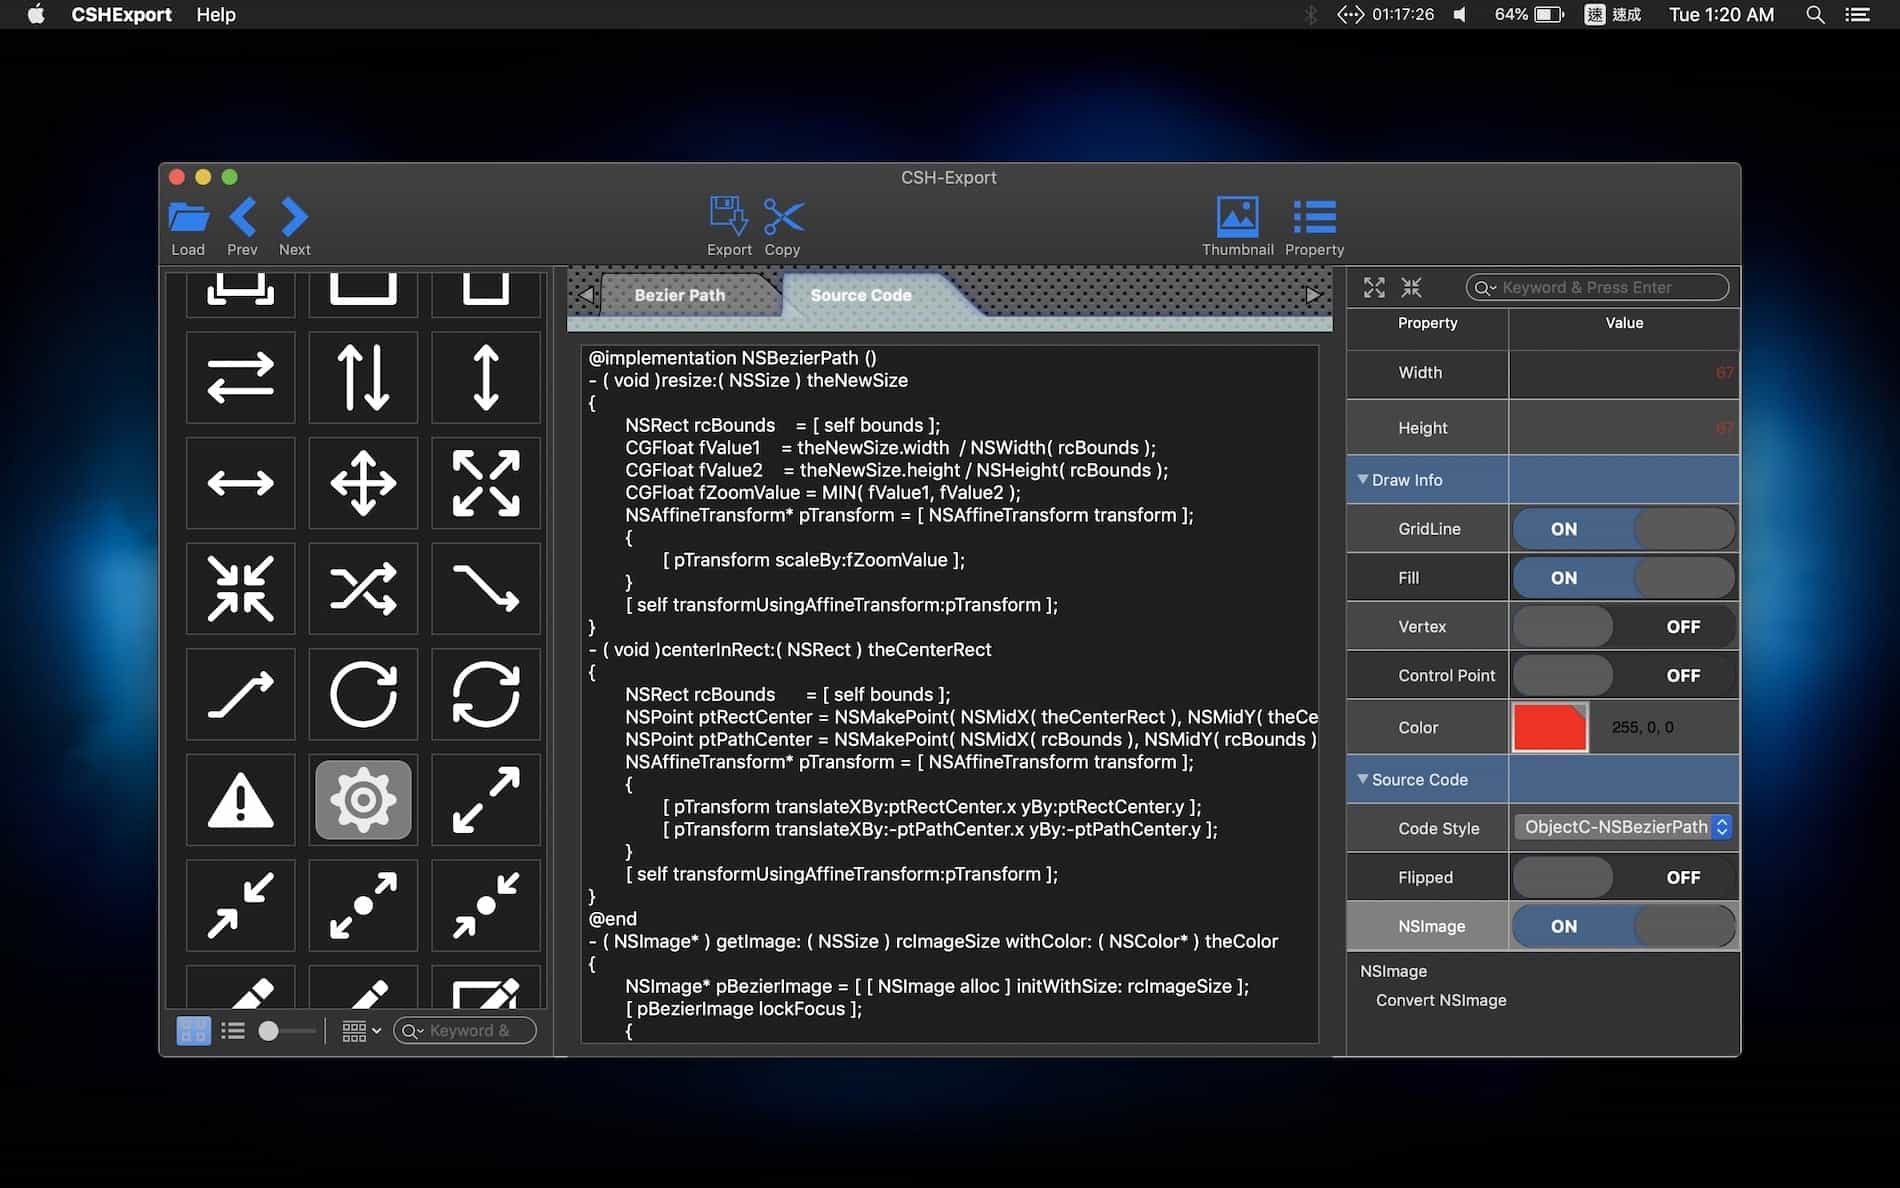 CSHExport Help 01:17:26 64% 速 速成 Tue 1:20 AM
CSH-Export
Load Prev Next Export Copy Thumbnail Property
Bezier Path Source Code
@implementation NSBezierPath ()
- ( void )resize:( NSSize ) theNewSize
{
NSRect rcBounds = [ self bounds ];
CGFloat fValue1 = theNewSize.width / NSWidth( rcBounds );
CGFloat fValue2 = theNewSize.height / NSHeight( rcBounds );
CGFloat fZoomValue = MIN( fValue1, fValue2 );
NSAffineTransform* pTransform = [ NSAffineTransform transform ];
{
[ pTransform scaleBy:fZoomValue ];
}
[ self transformUsingAffineTransform:pTransform ];
}
- ( void )centerInRect:( NSRect ) theCenterRect
{
NSRect rcBounds = [ self bounds ];
NSPoint ptRectCenter = NSMakePoint( NSMidX( theCenterRect ), NSMidY( theCe
NSPoint ptPathCenter = NSMakePoint( NSMidX( rcBounds ), NSMidY( rcBounds )
NSAffineTransform* pTransform = [ NSAffineTransform transform ];
{
[ pTransform translateXBy:ptRectCenter.x yBy:ptRectCenter.y ];
[ pTransform translateXBy:-ptPathCenter.x yBy:-ptPathCenter.y ];
}
[ self transformUsingAffineTransform:pTransform ];
}
@end
- ( NSImage* ) getImage: ( NSSize ) rcImageSize withColor: ( NSColor* ) theColor
{
NSImage* pBezierImage = [ [ NSImage alloc ] initWithSize: rcImageSize ];
[ pBezierImage lockFocus ];
{
Keyword &
Keyword & Press Enter
Property Value
Width 67
Height 67
Draw Info
GridLine ON
Fill ON
Vertex OFF
Control Point OFF
Color 255, 0, 0
Source Code
Code Style ObjectC-NSBezierPath
Flipped OFF
NSImage ON
NSImage
Convert NSImage